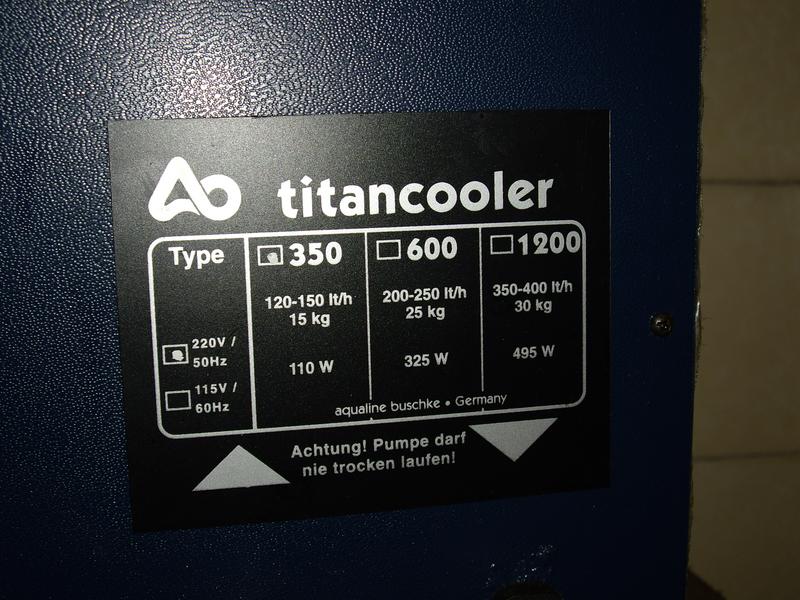 AO titancooler
Type 350 600 1200
120-150 lt/h 200-250 lt/h 350-400 lt/h
15 kg 25 kg 30 kg
220V /
50Hz
110 W 325 W 495 W
115V /
60Hz
aqualine buschke • Germany
Achtung! Pumpe darf
nie trocken laufen!